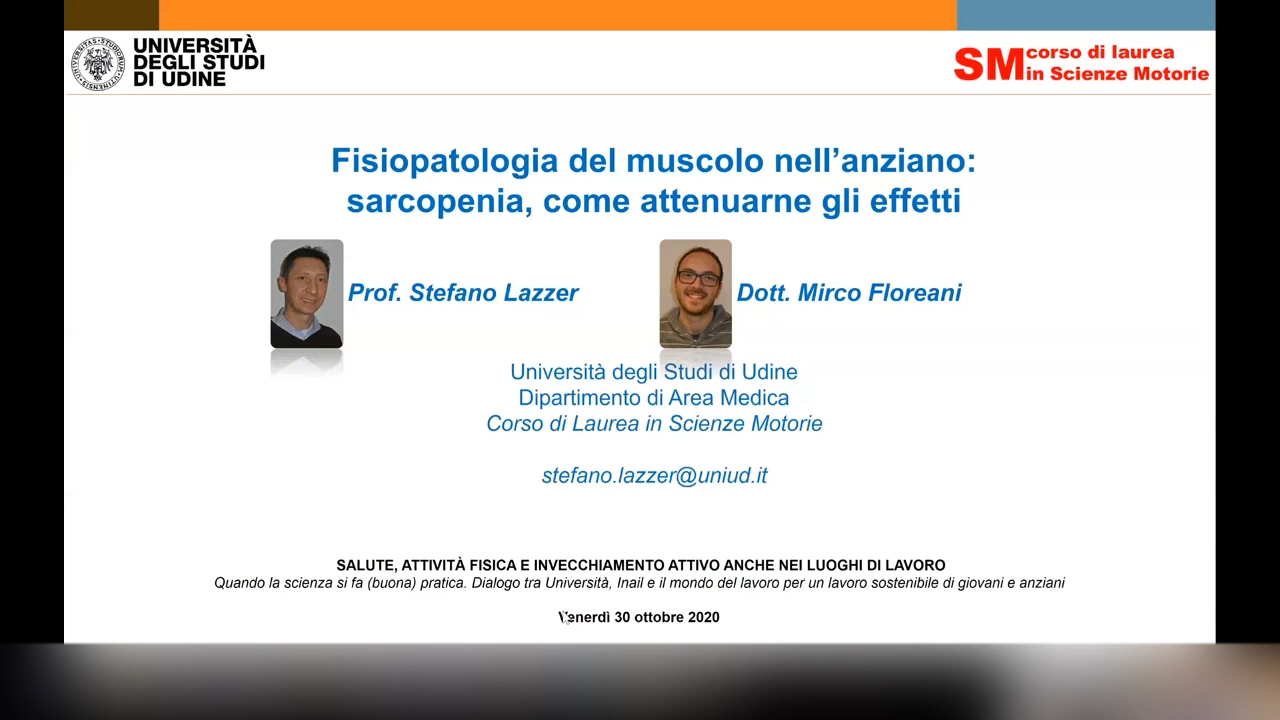 UNIVERSITÀ
DEGLI STUDI
DI UDINE
SM corso di laurea
in Scienze Motorie
Fisiopatologia del muscolo nell’anziano:
sarcopenia, come attenuarne gli effetti
Prof. Stefano Lazzer
Dott. Mirco Floreani
Università degli Studi di Udine
Dipartimento di Area Medica
Corso di Laurea in Scienze Motorie
stefano.lazzer@uniud.it
SALUTE, ATTIVITÀ FISICA E INVECCHIAMENTO ATTIVO ANCHE NEI LUOGHI DI LAVORO
Quando la scienza si fa (buona) pratica. Dialogo tra Università, Inail e il mondo del lavoro per un lavoro sostenibile di giovani e anziani
Venerdì 30 ottobre 2020